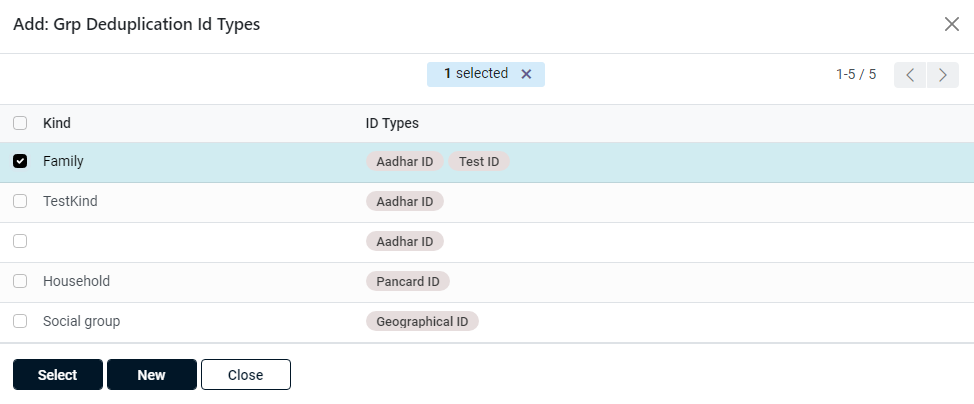 Add: Grp Deduplication Id Types
1 selected
1-5 / 5
Kind ID Types
Family Aadhar ID Test ID
TestKind Aadhar ID
Aadhar ID
Household Pancard ID
Social group Geographical ID
Select New Close